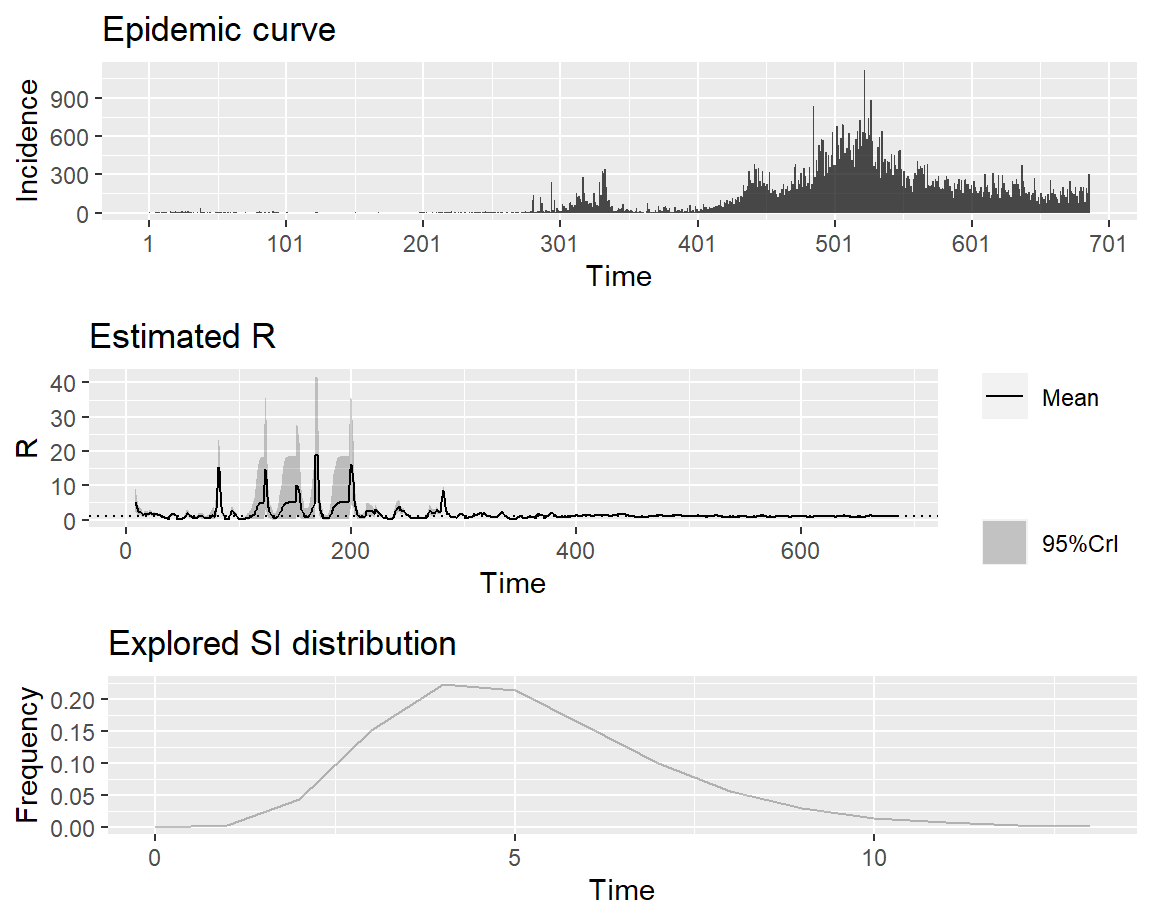 Epidemic curve
Incidence
900
600
300
0
1 101 201 301 401 501 601 701
Time
Estimated R
R
40
30
20
10
0
0 200 400 600
Time
Mean
95%CrI
Explored SI distribution
Frequency
0.20
0.15
0.10
0.05
0.00
0 5 10
Time